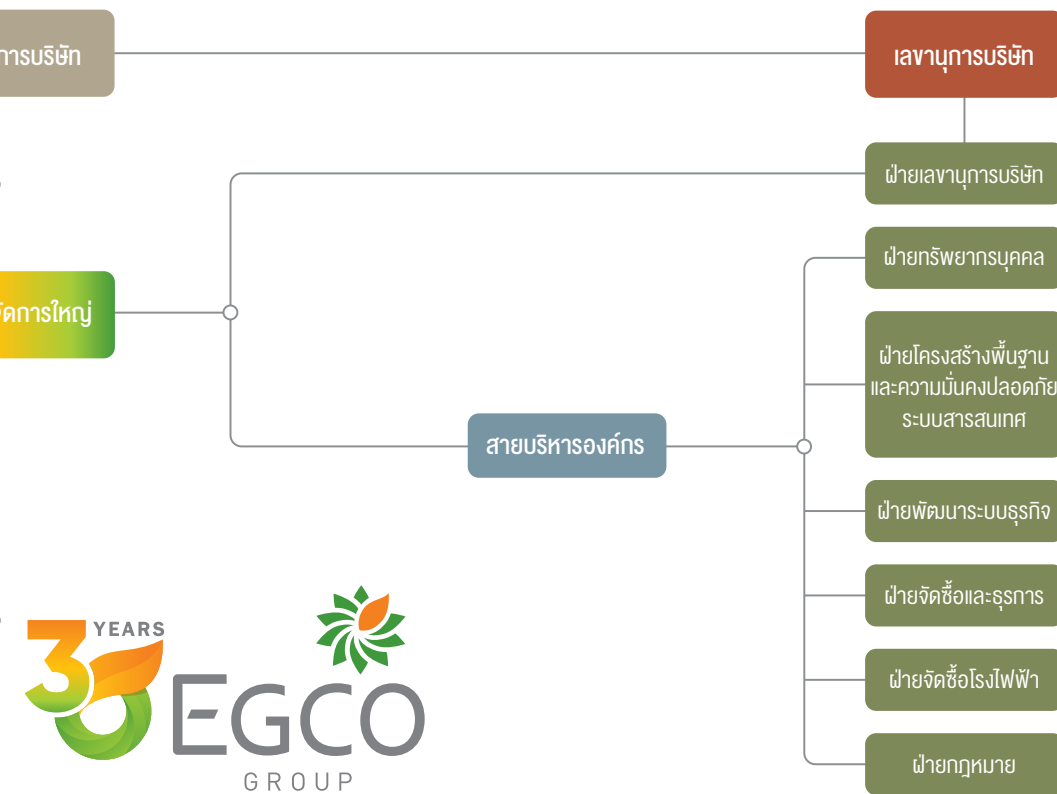 การบริษัท
เลขานุการบริษัท
ฝ่ายเลขานุการบริษัท
ฝ่ายทรัพยากรบุคคล
จัดการใหญ่
ฝ่ายโครงสร้างพื้นฐาน
และความมั่นคงปลอดภัย
ระบบสารสนเทศ
สายบริหารองค์กร
ฝ่ายพัฒนาระบบธุรกิจ
ฝ่ายจัดซื้อและธุรการ
ฝ่ายจัดซื้อโรงไฟฟ้า
ฝ่ายกฎหมาย
30 YEARS
EGCO
GROUP